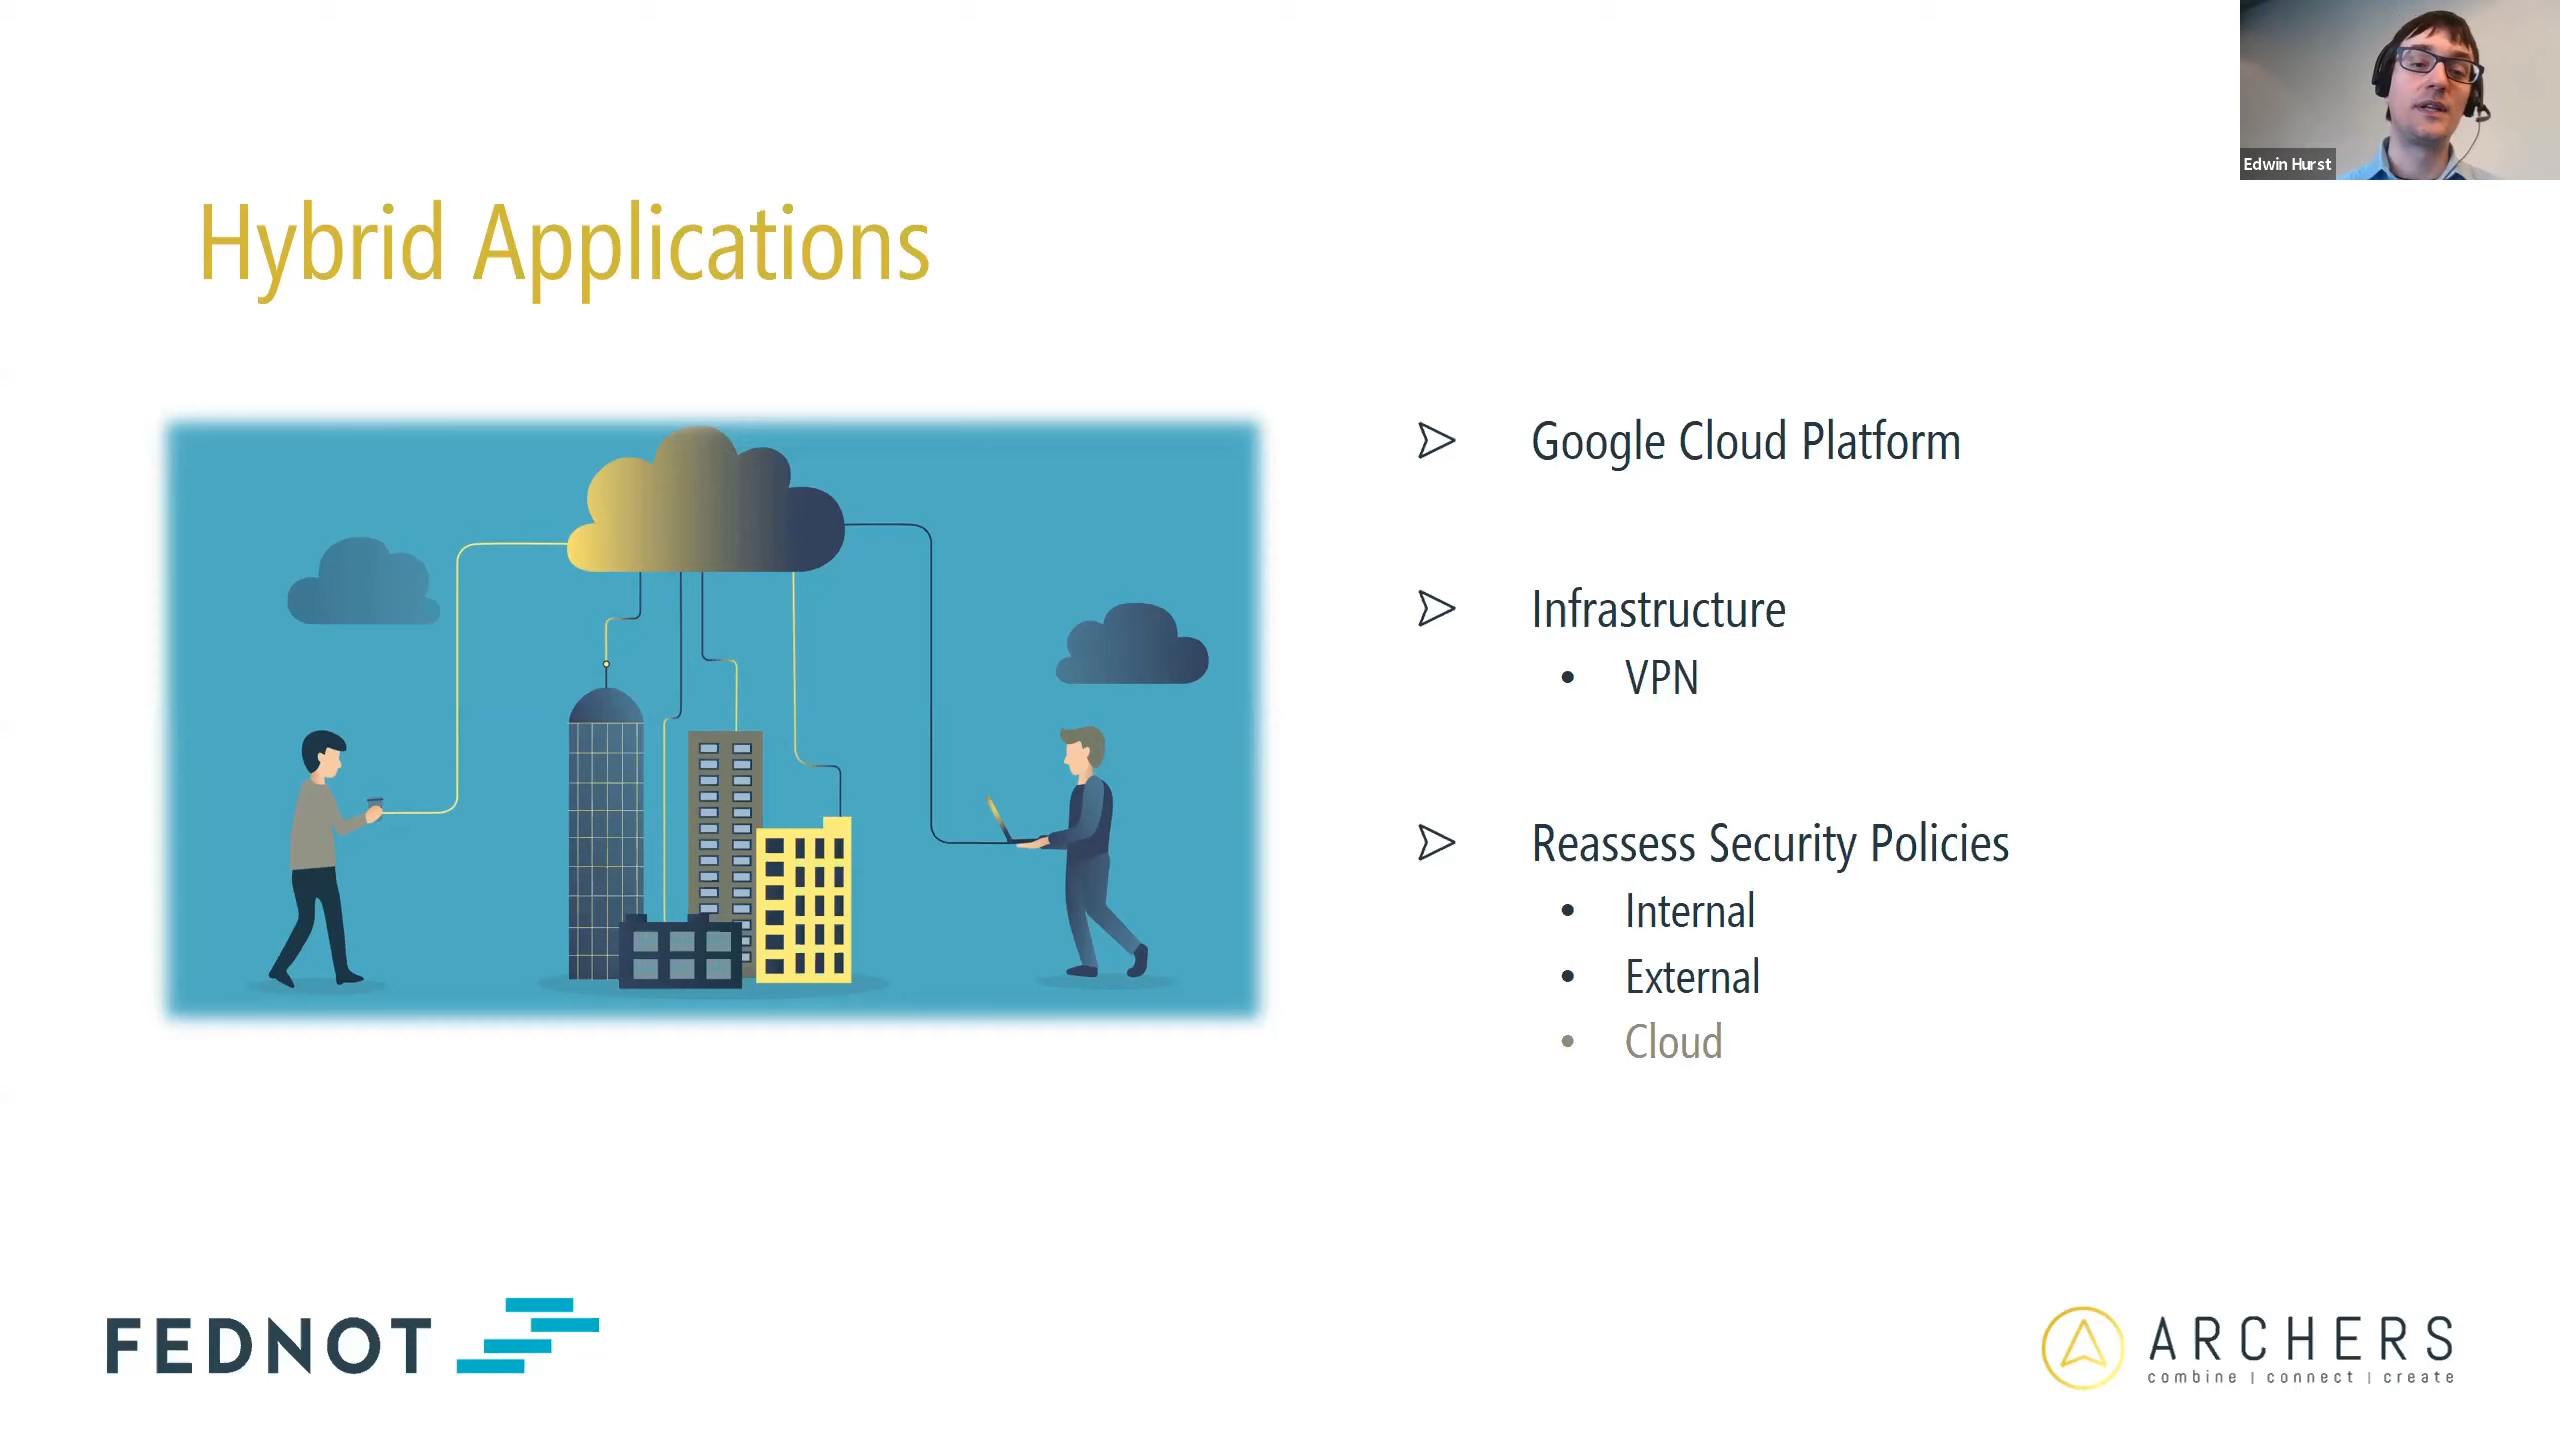 Edwin Hurst
Hybrid Applications
Google Cloud Platform
Infrastructure
VPN
Reassess Security Policies
Internal
External
Cloud
FEDNOT
ARCHERS
combine | connect | create